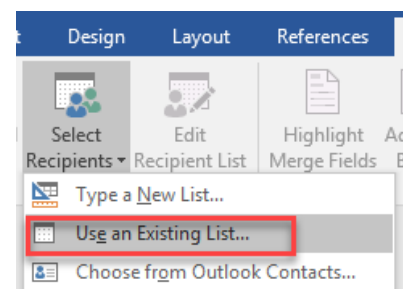 Design Layout References
Select Edit Highlight
Recipients Recipient List Merge Fields
Type a New List...
Use an Existing List...
Choose from Outlook Contacts...